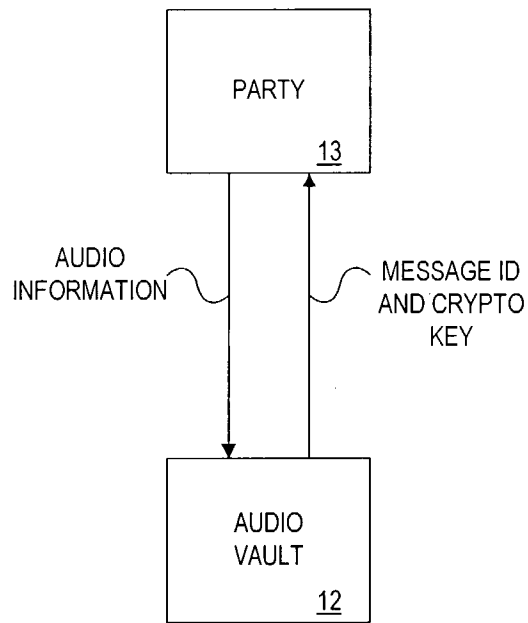 PARTY
13
AUDIO
INFORMATION
MESSAGE ID
AND CRYPTO
KEY
AUDIO
VAULT
12